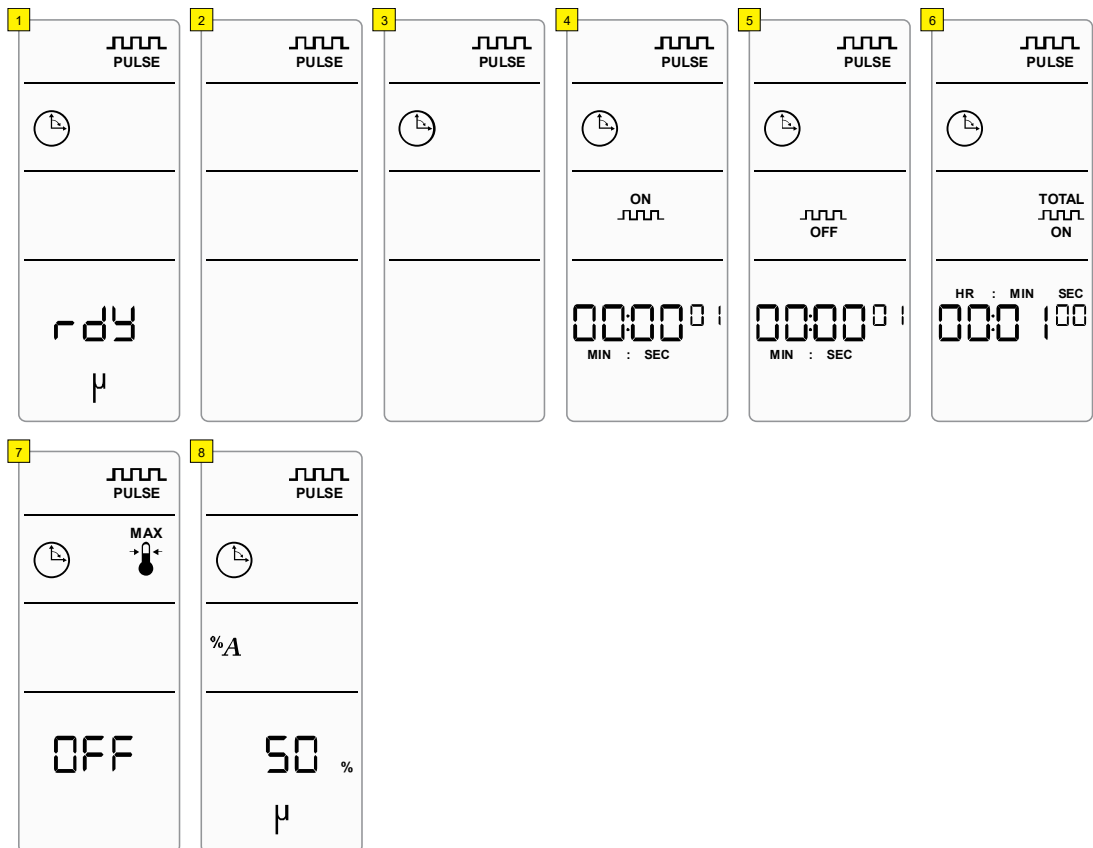 1
PULSE
rdy
µ
2
PULSE
3
PULSE
4
PULSE
ON
00:00 01
MIN : SEC
5
PULSE
OFF
00:00 01
MIN : SEC
6
PULSE
TOTAL
ON
HR : MIN SEC
00:01 00
7
PULSE
MAX
OFF
8
PULSE
%A
50 %
µ